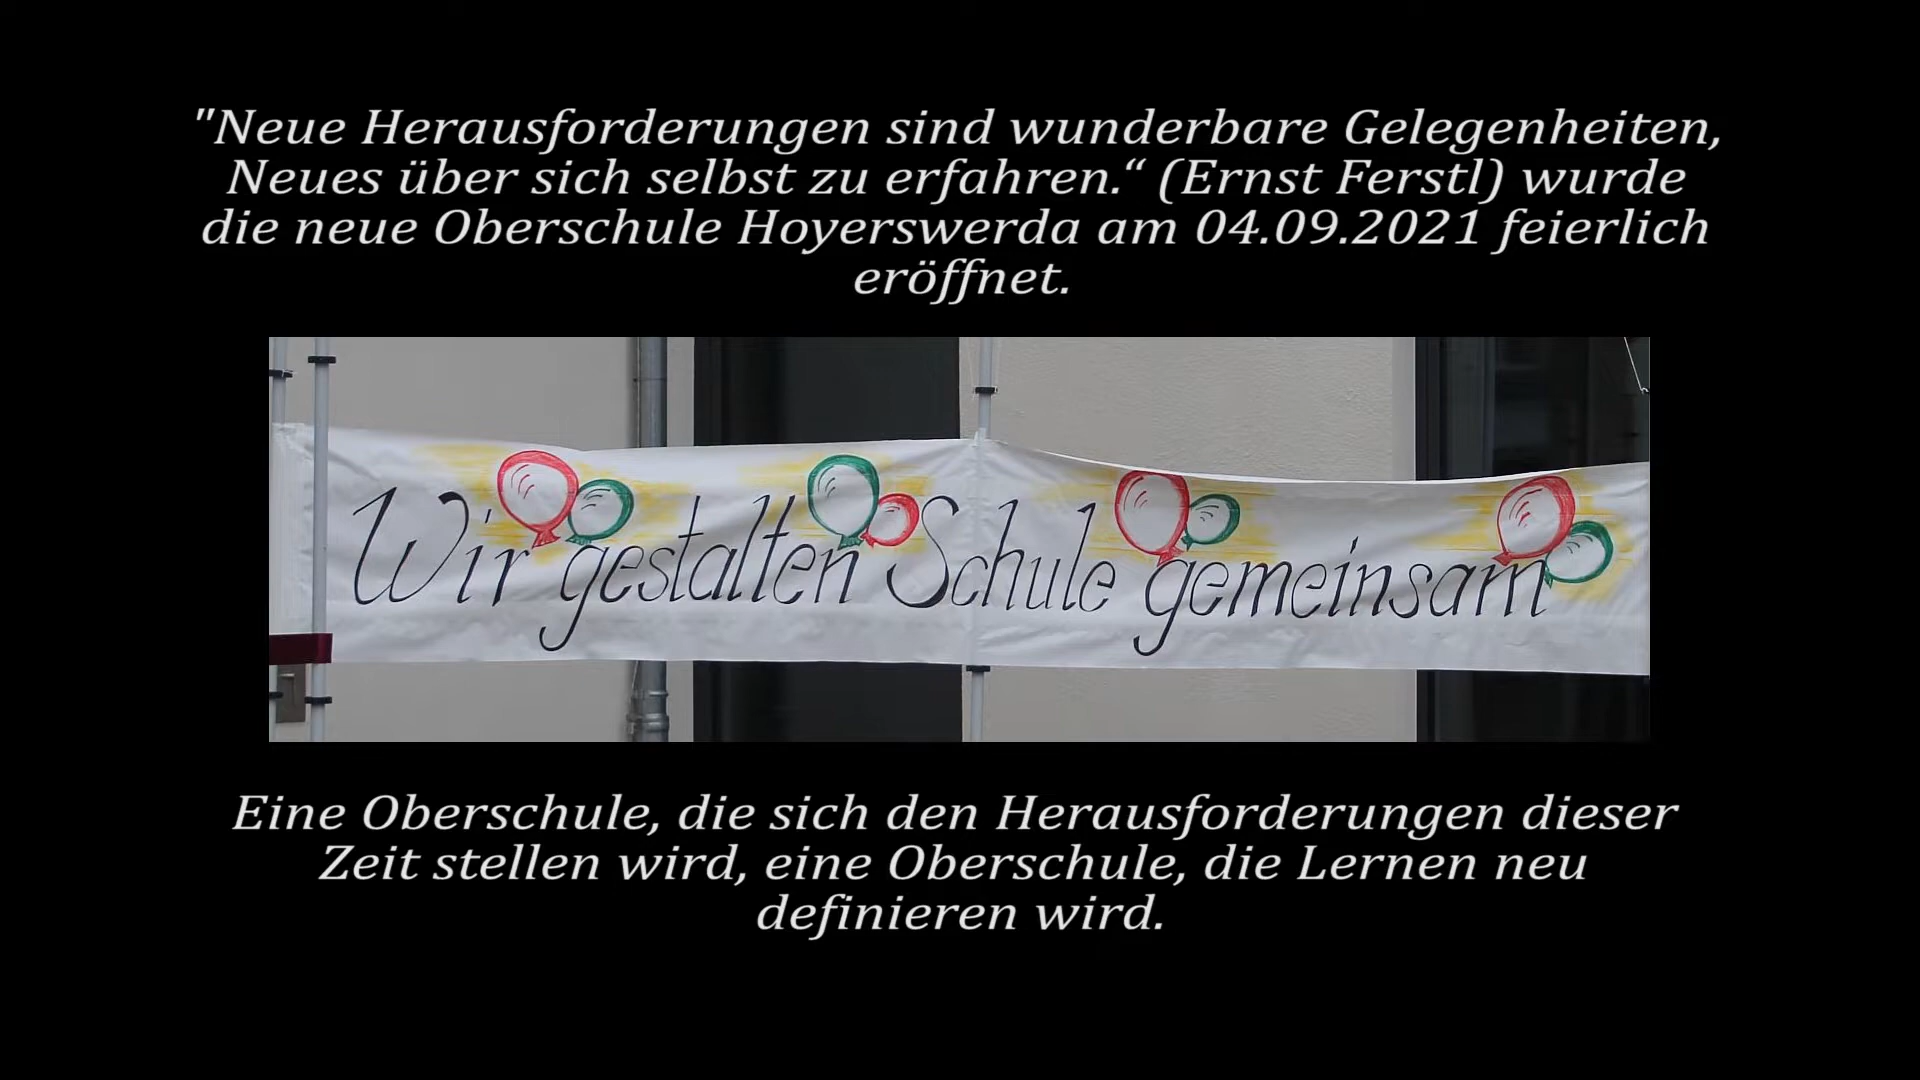 "Neue Herausforderungen sind wunderbare Gelegenheiten,
Neues über sich selbst zu erfahren.“ (Ernst Ferstl) wurde
die neue Oberschule Hoyerswerda am 04.09.2021 feierlich
eröffnet.
Wir gestalten Schule gemeinsam
Eine Oberschule, die sich den Herausforderungen dieser
Zeit stellen wird, eine Oberschule, die Lernen neu
definieren wird.